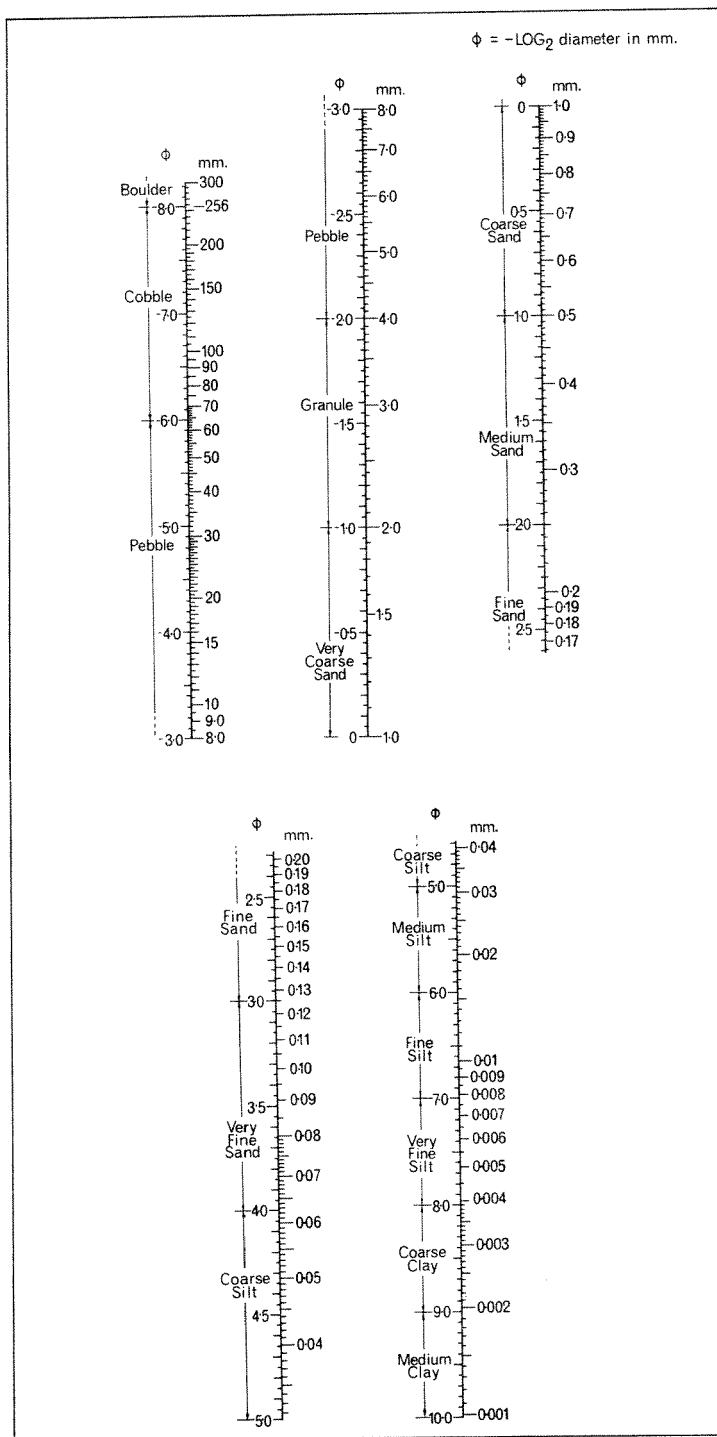 Φ = -LOG2 diameter in mm.
Φ mm.
300
Boulder
-8·0 256
200
150
Cobble
-7·0
100
90
80
70
-6·0
60
50
40
-5·0
30
Pebble
20
-4·0
15
10
9·0
-3·0 8·0
Φ mm.
-3·0 8·0
7·0
6·0
-2·5
Pebble
5·0
-2·0 4·0
Granule 3·0
-1·5
-1·0 2·0
1·5
-0·5
Very
Coarse
Sand
0 1·0
Φ mm.
0 1·0
0·9
0·8
0·5 0·7
Coarse
Sand
0·6
1·0 0·5
0·4
1·5
Medium
Sand
0·3
2·0
0·2
Fine 0·19
Sand 0·18
2·5
0·17
Φ mm.
0·20
0·19
0·18
2·5
0·17
Fine
Sand 0·16
0·15
0·14
0·13
3·0
0·12
0·11
0·10
0·09
3·5
Very
Fine 0·08
Sand
0·07
4·0
0·06
Coarse 0·05
Silt
4·5
0·04
5·0
Φ mm.
0·04
Coarse
Silt
5·0
0·03
Medium
Silt
0·02
6·0
Fine
Silt
0·01
0·009
0·008
7·0
0·007
0·006
Very
Fine
Silt
0·005
0·004
8·0
0·003
Coarse
Clay
9·0 0·002
Medium
Clay
10·0 0·001